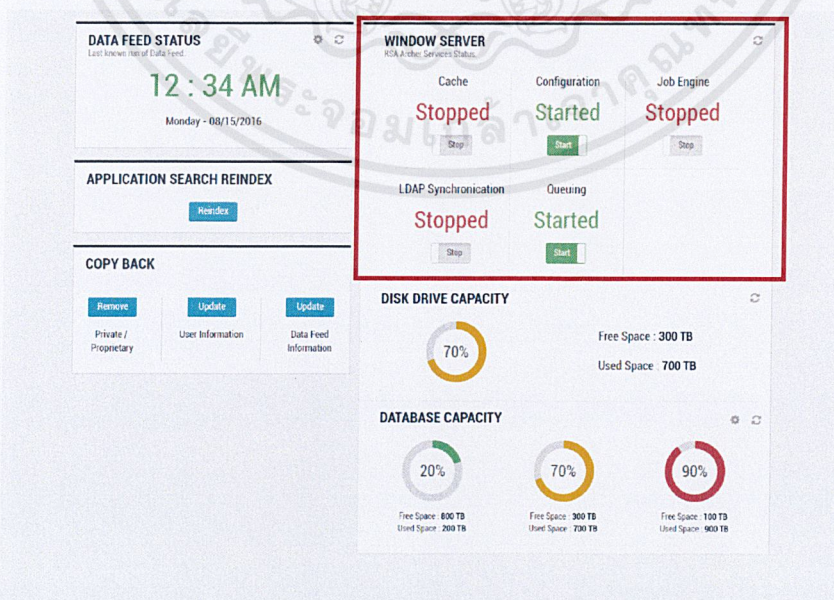 DATA FEED STATUS
Last known run of Data Feed.
12 : 34 AM
Monday - 08/15/2016
APPLICATION SEARCH REINDEX
Reindex
COPY BACK
Remove
Private /
Proprietary
Update
User Information
Update
Data Feed
Information
WINDOW SERVER
RSA Archer Services Status.
Cache
Stopped
Stop
Configuration
Started
Start
Job Engine
Stopped
Stop
LDAP Synchronication
Stopped
Stop
Queuing
Started
Start
DISK DRIVE CAPACITY
70%
Free Space : 300 TB
Used Space : 700 TB
DATABASE CAPACITY
20%
Free Space : 800 TB
Used Space : 200 TB
70%
Free Space : 300 TB
Used Space : 700 TB
90%
Free Space : 100 TB
Used Space : 900 TB